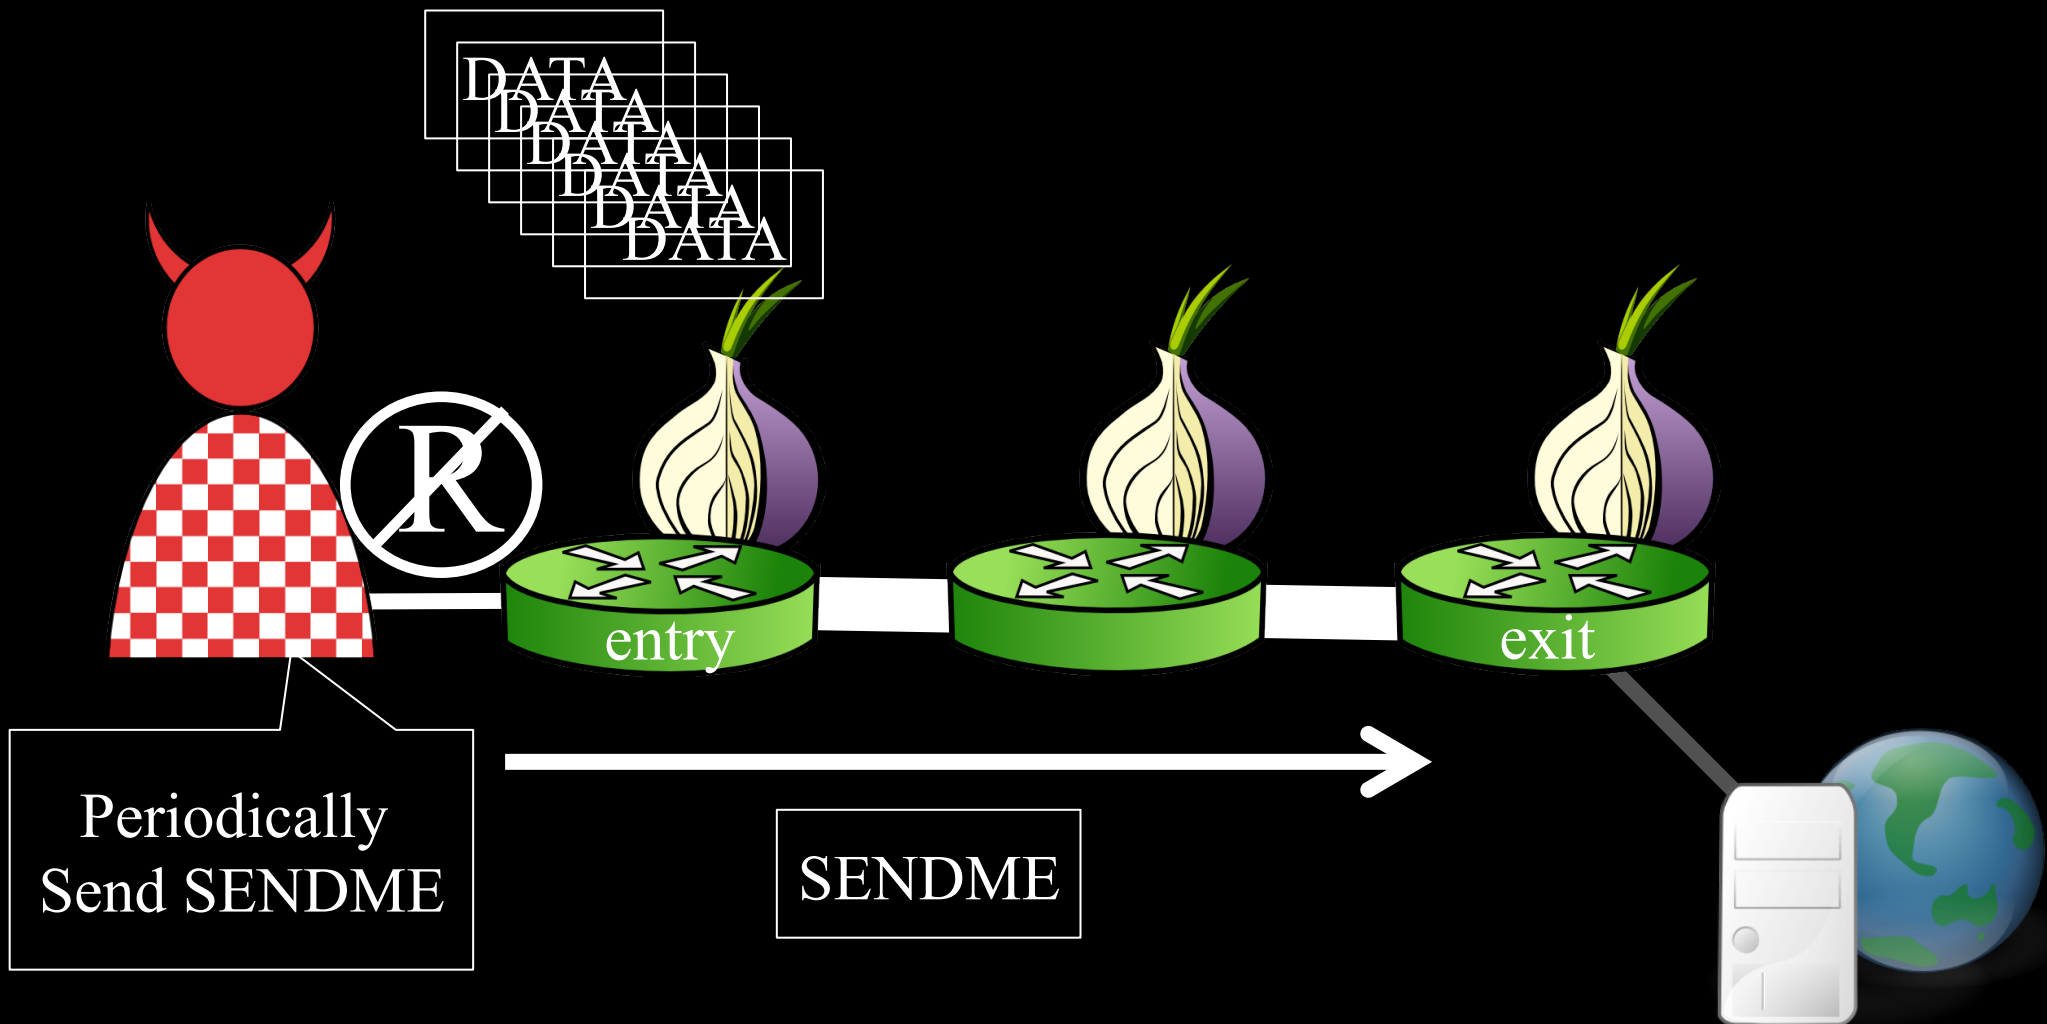 DATA
DATA
DATA
DATA
DATA
DATA
R
entry
exit
Periodically
Send SENDME
SENDME